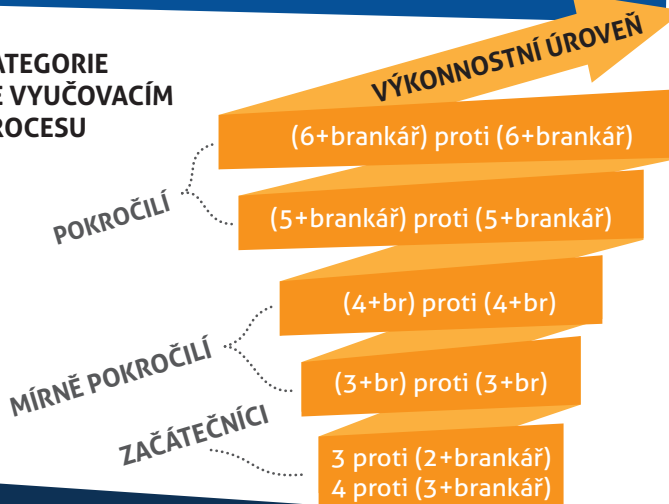 ATEGORIE
E VYUČOVACÍM
ROCESU
VÝKONNOSTNÍ ÚROVEŇ
(6+brankář) proti (6+brankář)
POKROČILÍ
(5+brankář) proti (5+brankář)
(4+br) proti (4+br)
MÍRNĚ POKROČILÍ
(3+br) proti (3+br)
ZAČÁTEČNÍCI
3 proti (2+brankář)
4 proti (3+brankář)